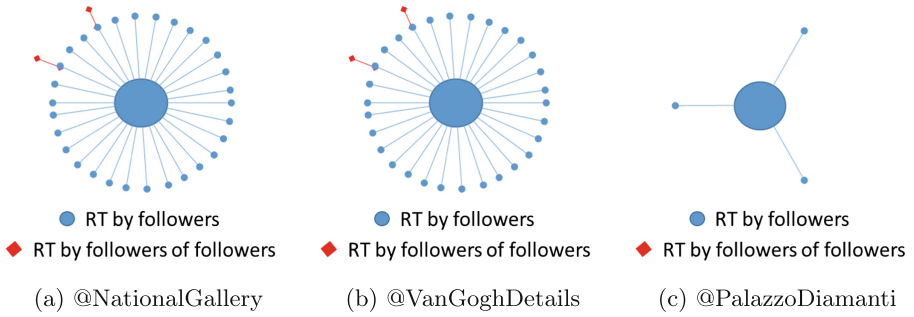 RT by followers
RT by followers of followers
(a) @NationalGallery
RT by followers
RT by followers of followers
(b) @VanGoghDetails
RT by followers
RT by followers of followers
(c) @PalazzoDiamanti